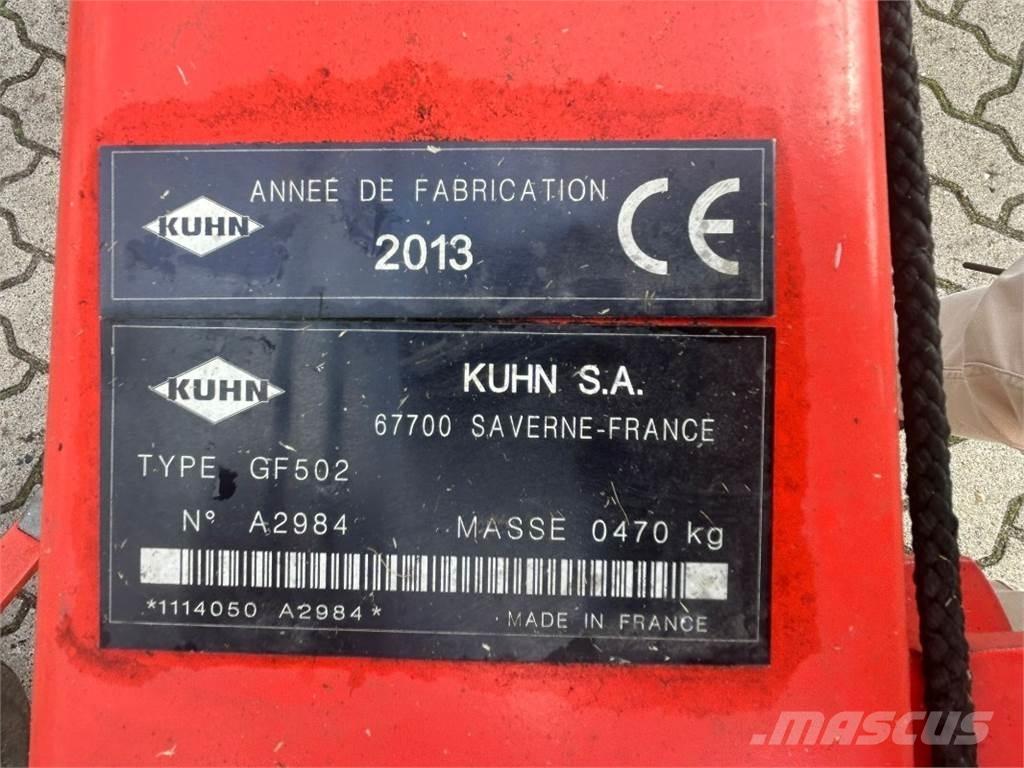 KUHN
ANNEE DE FABRICATION
2013
CE
KUHN
KUHN S.A.
67700 SAVERNE-FRANCE
TYPE GF502
N° A2984 MASSE 0470 kg
*1114050 A2984*
MADE IN FRANCE
MASCUS